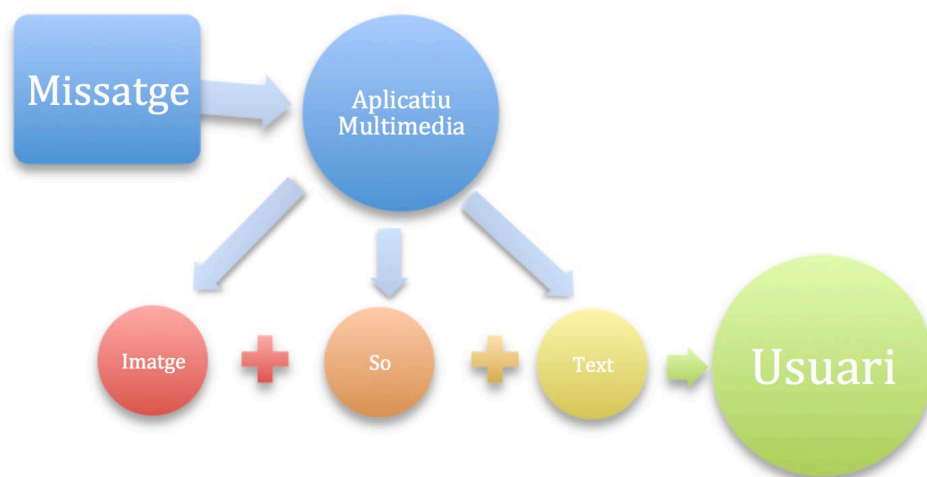 Missatge
Aplicatiu
Multimedia
Imatge
So
Text
Usuari